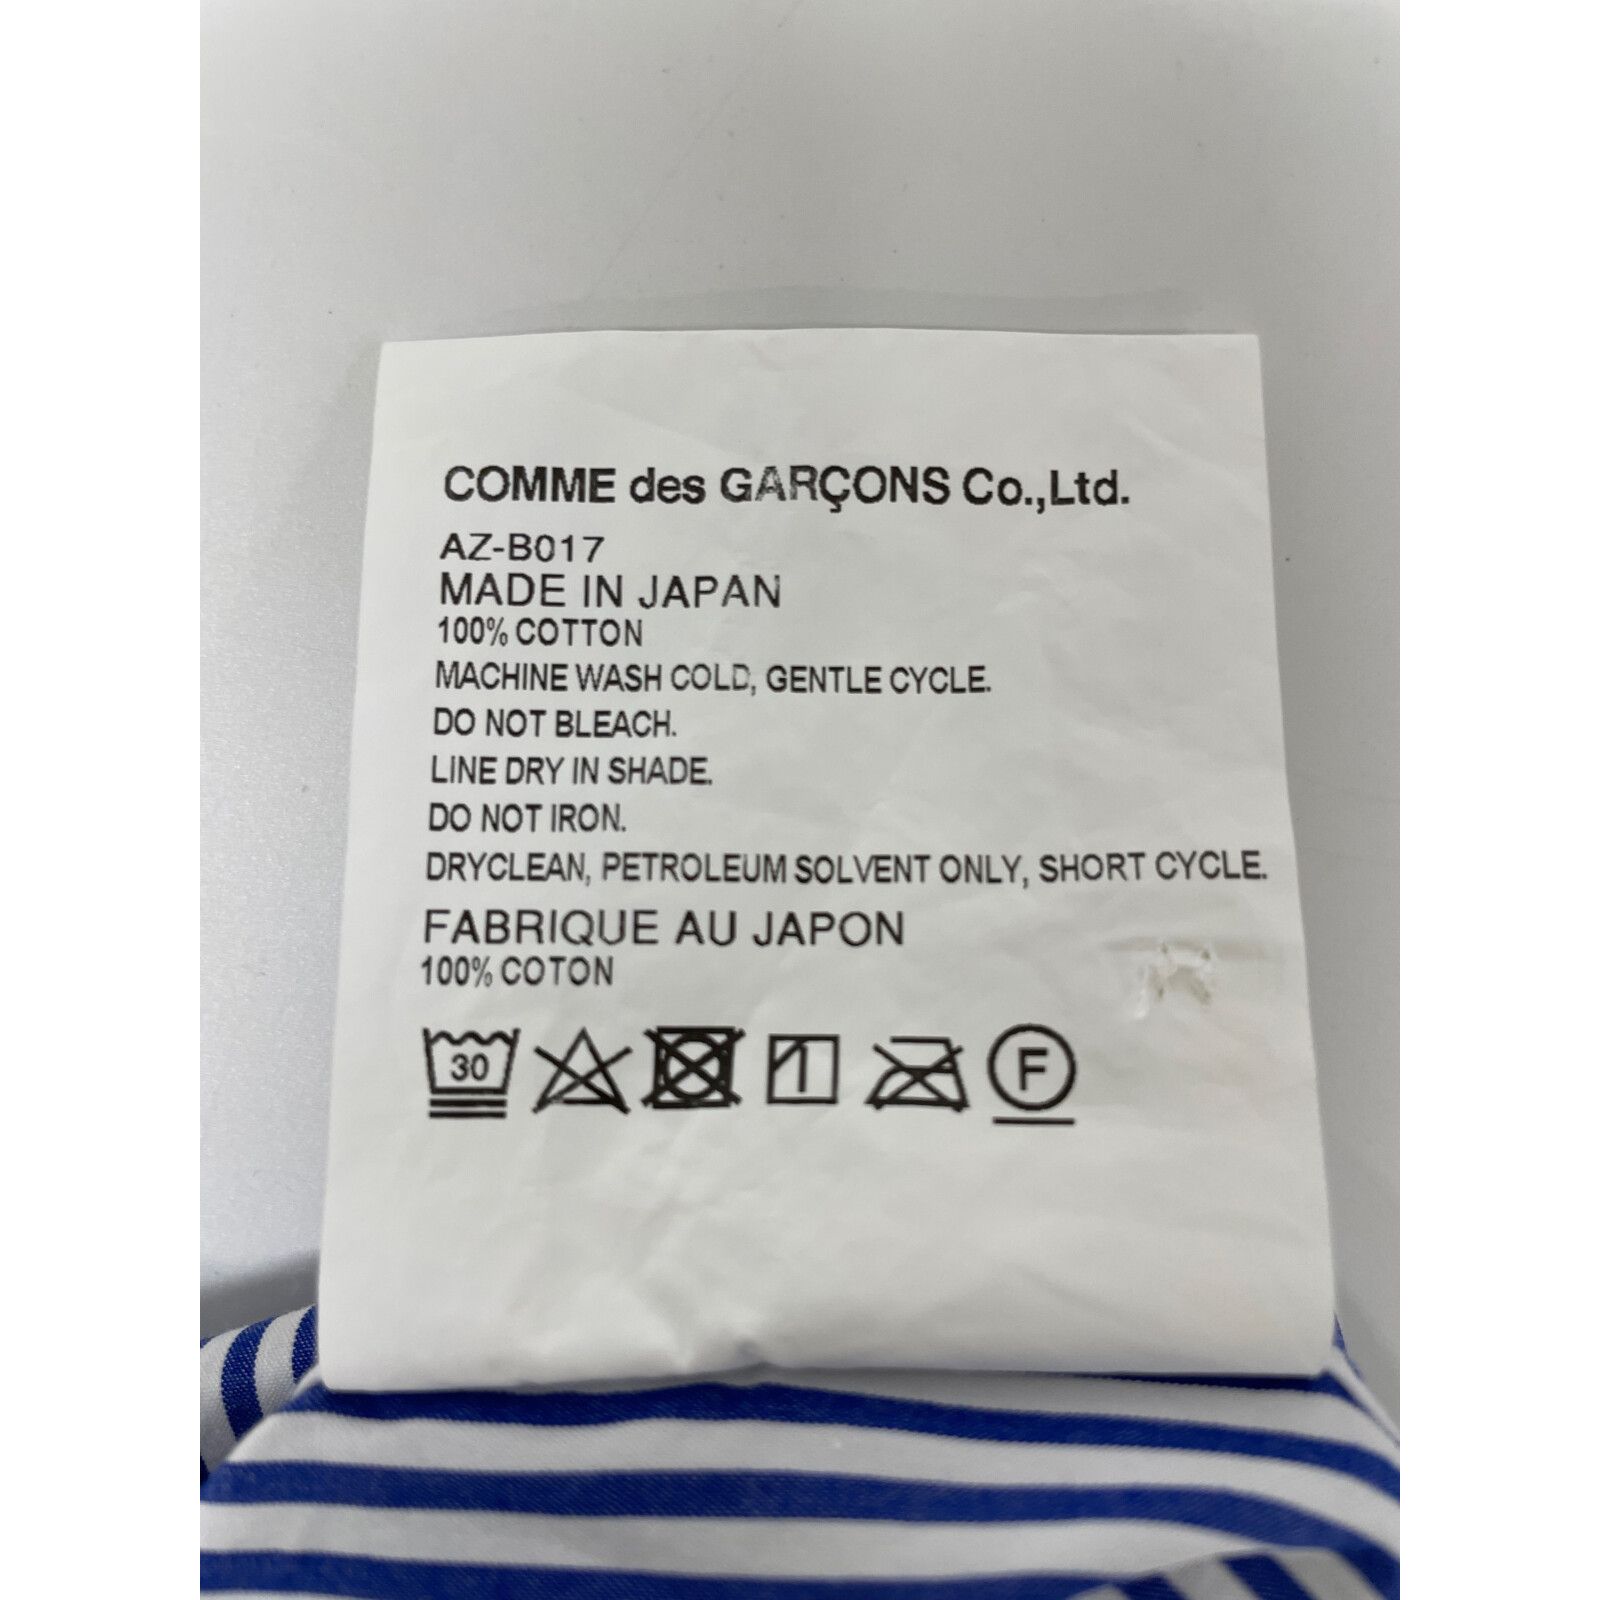 COMME des GARÇONS Co.,Ltd.
AZ-B017
MADE IN JAPAN
100% COTTON
MACHINE WASH COLD, GENTLE CYCLE.
DO NOT BLEACH.
LINE DRY IN SHADE.
DO NOT IRON.
DRYCLEAN, PETROLEUM SOLVENT ONLY, SHORT CYCLE.
FABRIQUE AU JAPON
100% COTON
30 F